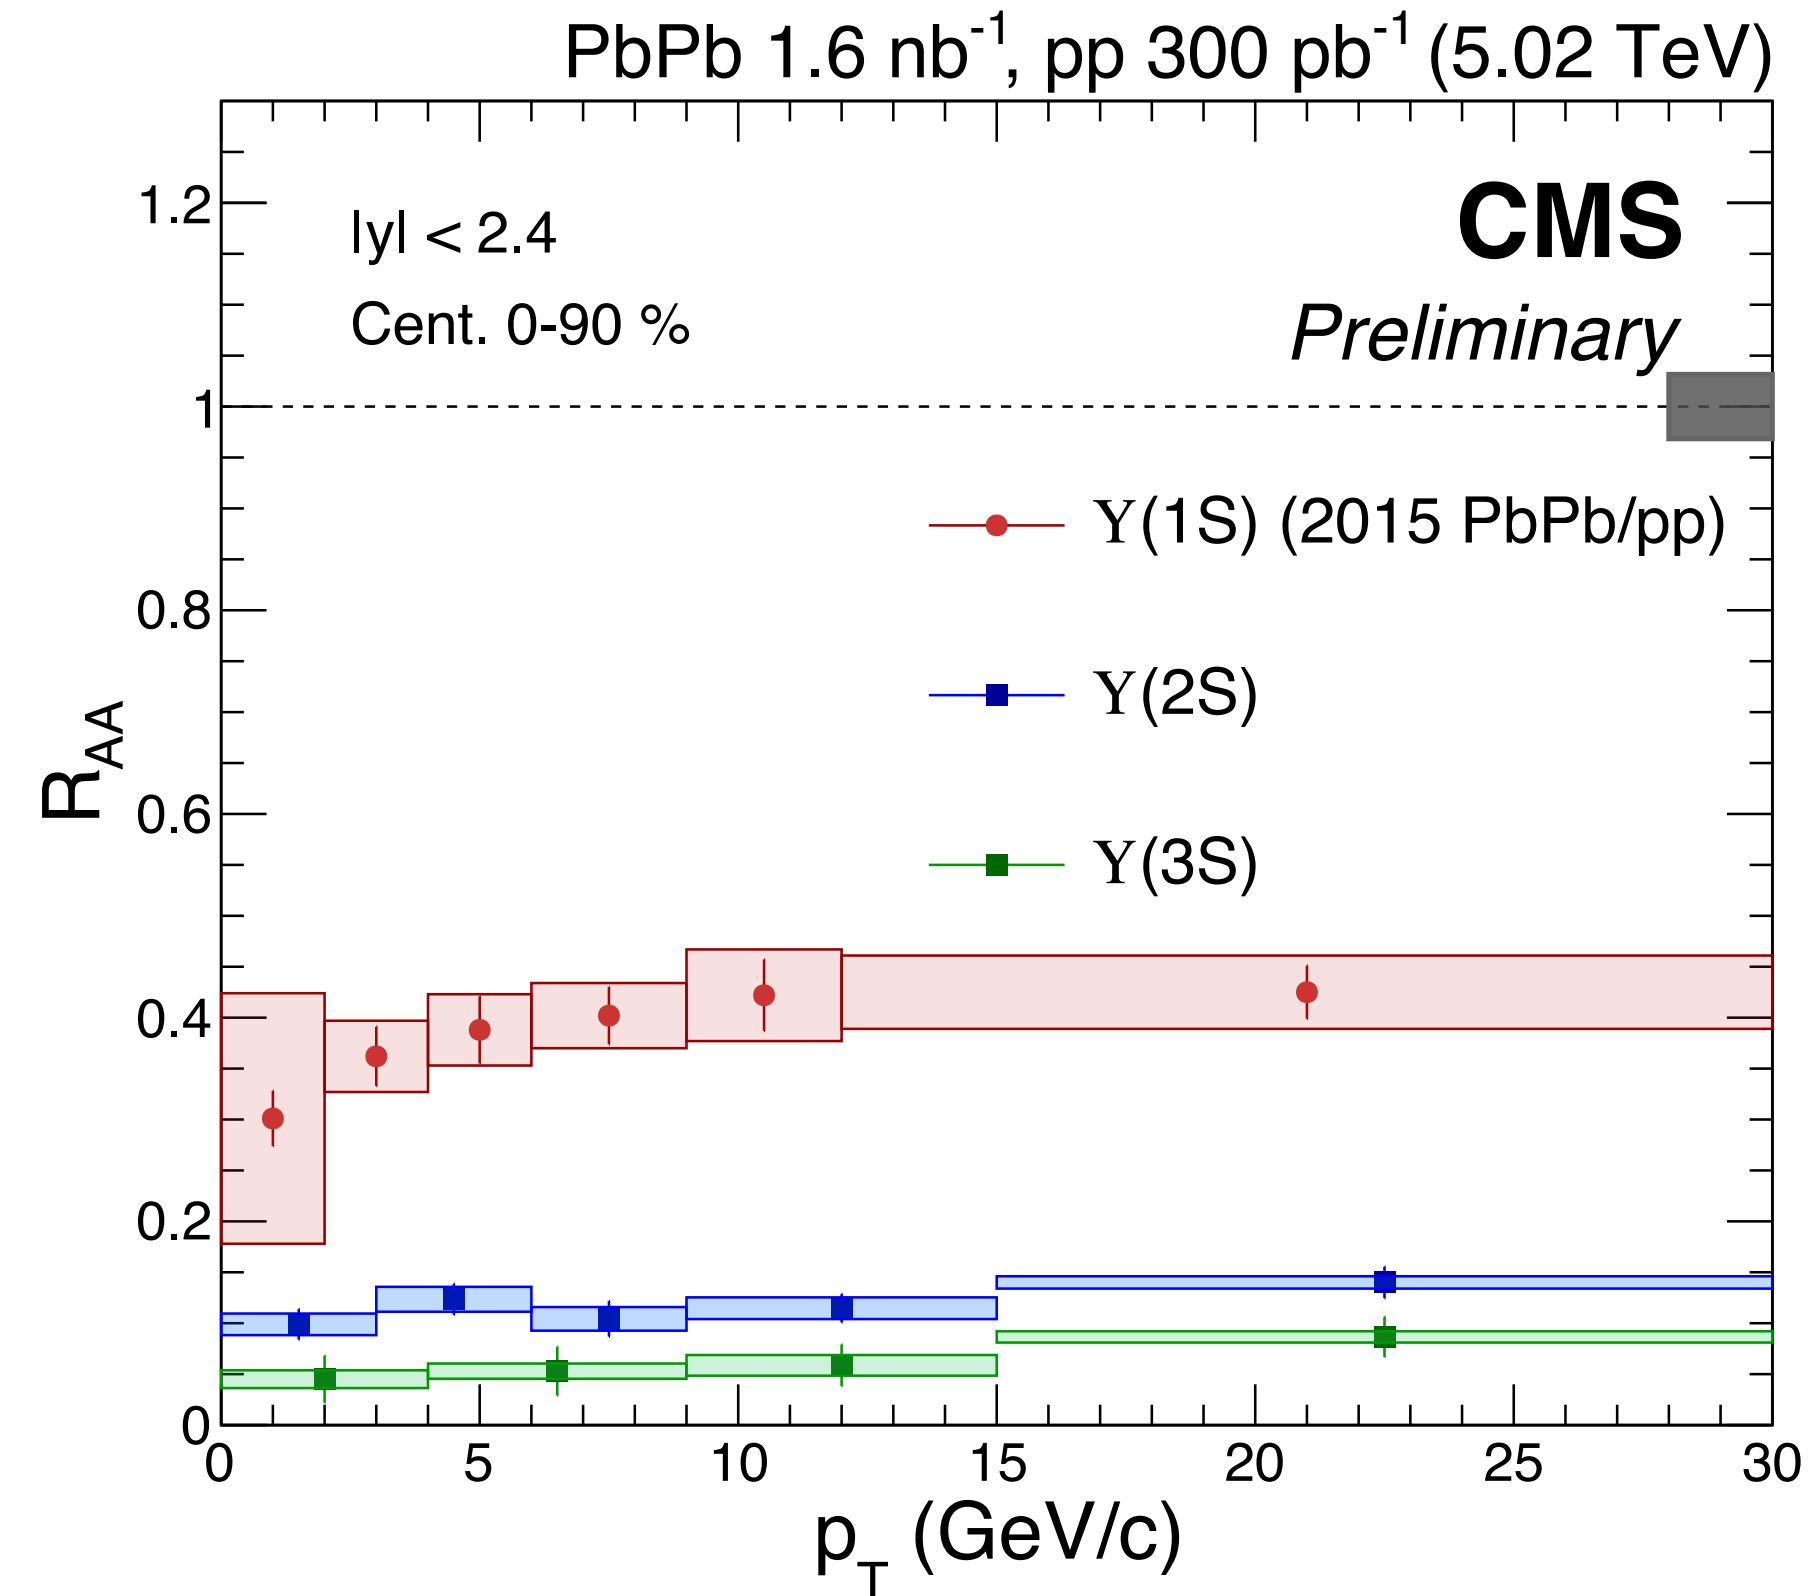 PbPb 1.6 nb⁻¹, pp 300 pb⁻¹ (5.02 TeV)
|y| < 2.4
Cent. 0-90 %
CMS
Preliminary
Υ(1S) (2015 PbPb/pp)
Υ(2S)
Υ(3S)
R_AA
1.2
1
0.8
0.6
0.4
0.2
0
0 5 10 15 20 25 30
p_T (GeV/c)